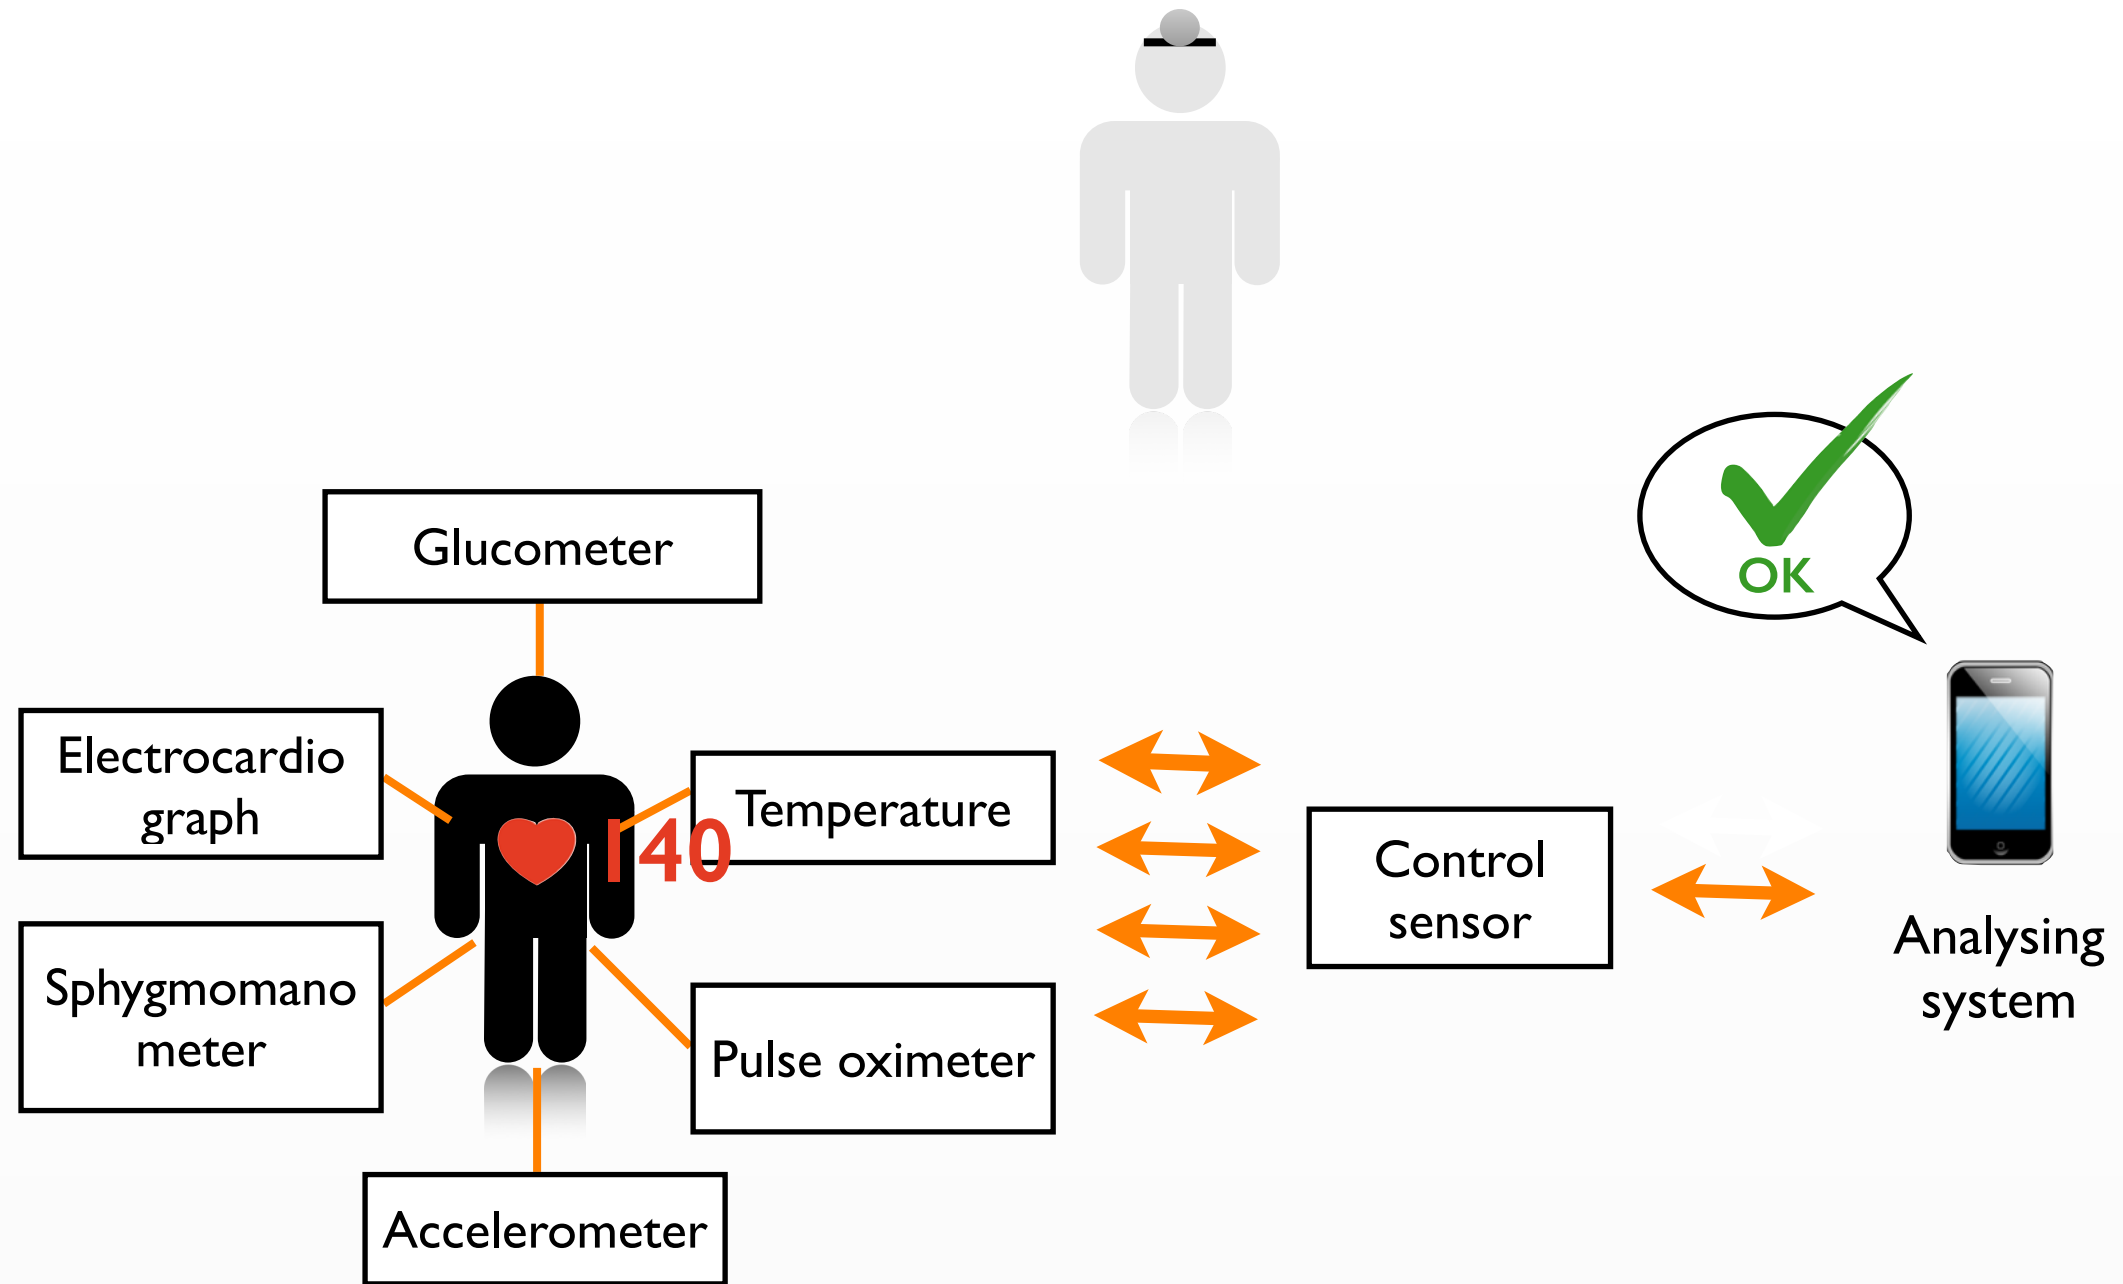 Glucometer
Electrocardio
graph
Temperature
140
Sphygmomano
meter
Pulse oximeter
Accelerometer
Control
sensor
OK
Analysing
system